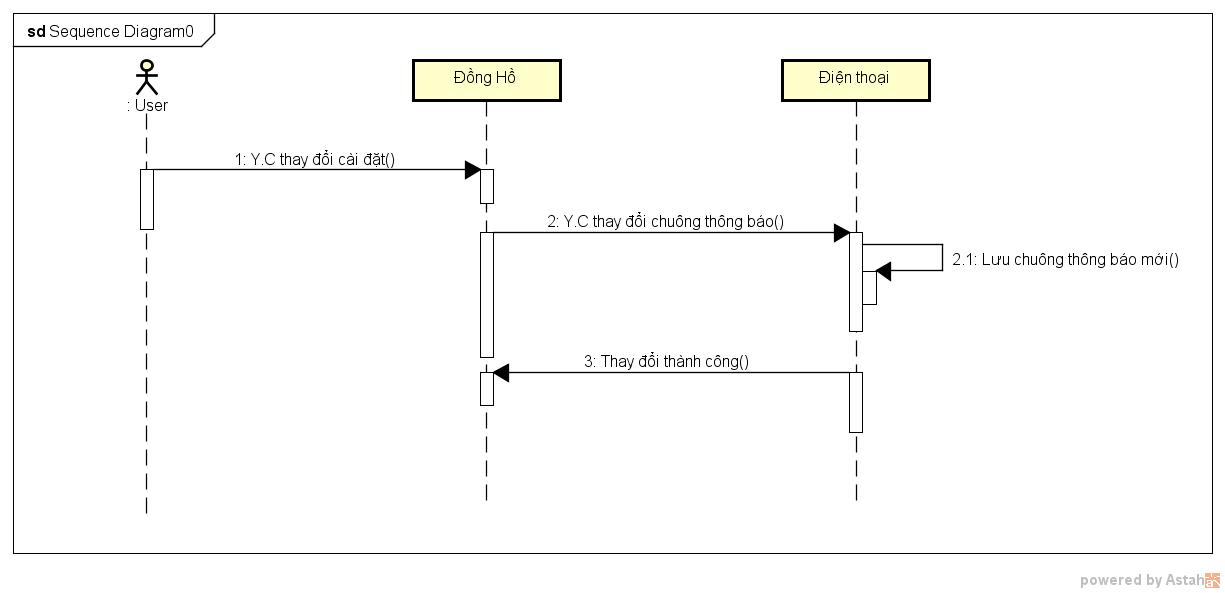 sd Sequence Diagram0
: User
Đồng Hồ
Điện thoại
1: Y.C thay đổi cài đặt()
2: Y.C thay đổi chuông thông báo()
2.1: Lưu chuông thông báo mới()
3: Thay đổi thành công()
powered by Astah